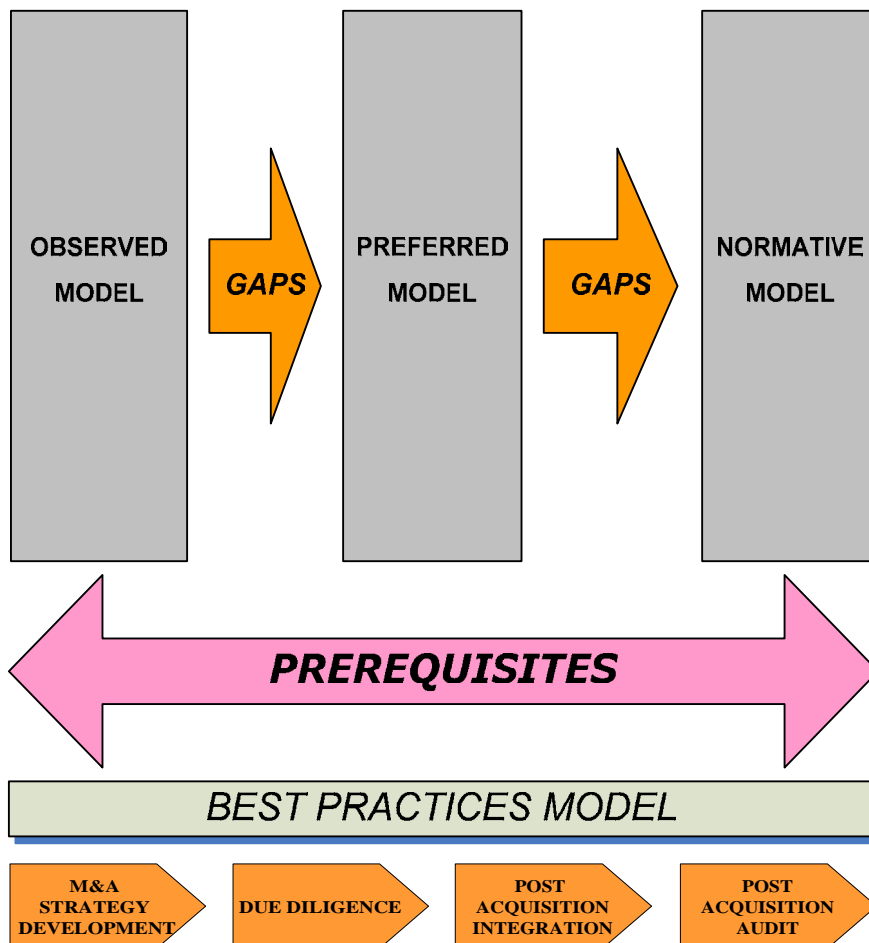 OBSERVED
MODEL
GAPS
PREFERRED
MODEL
GAPS
NORMATIVE
MODEL
PREREQUISITES
BEST PRACTICES MODEL
M&A
STRATEGY
DEVELOPMENT
DUE DILIGENCE
POST
ACQUISITION
INTEGRATION
POST
ACQUISITION
AUDIT